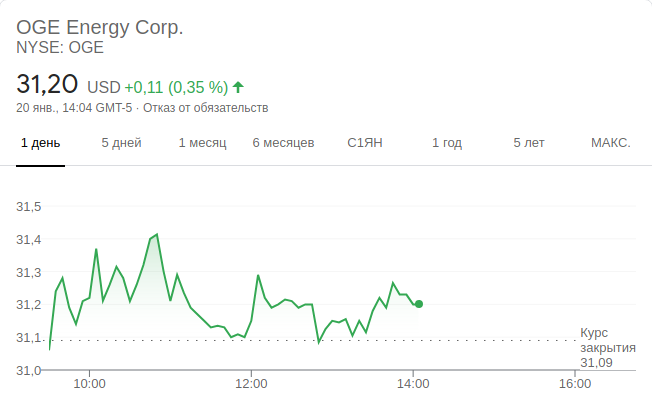 OGE Energy Corp.
NYSE: OGE
31,20 USD +0,11 (0,35 %)
20 янв., 14:04 GMT-5 · Отказ от обязательств
1 день 5 дней 1 месяц 6 месяцев С1ЯН 1 год 5 лет МАКС.
31,5
31,4
31,3
31,2
31,1
31,0
Курс
закрытия
31,09
10:00 12:00 14:00 16:00